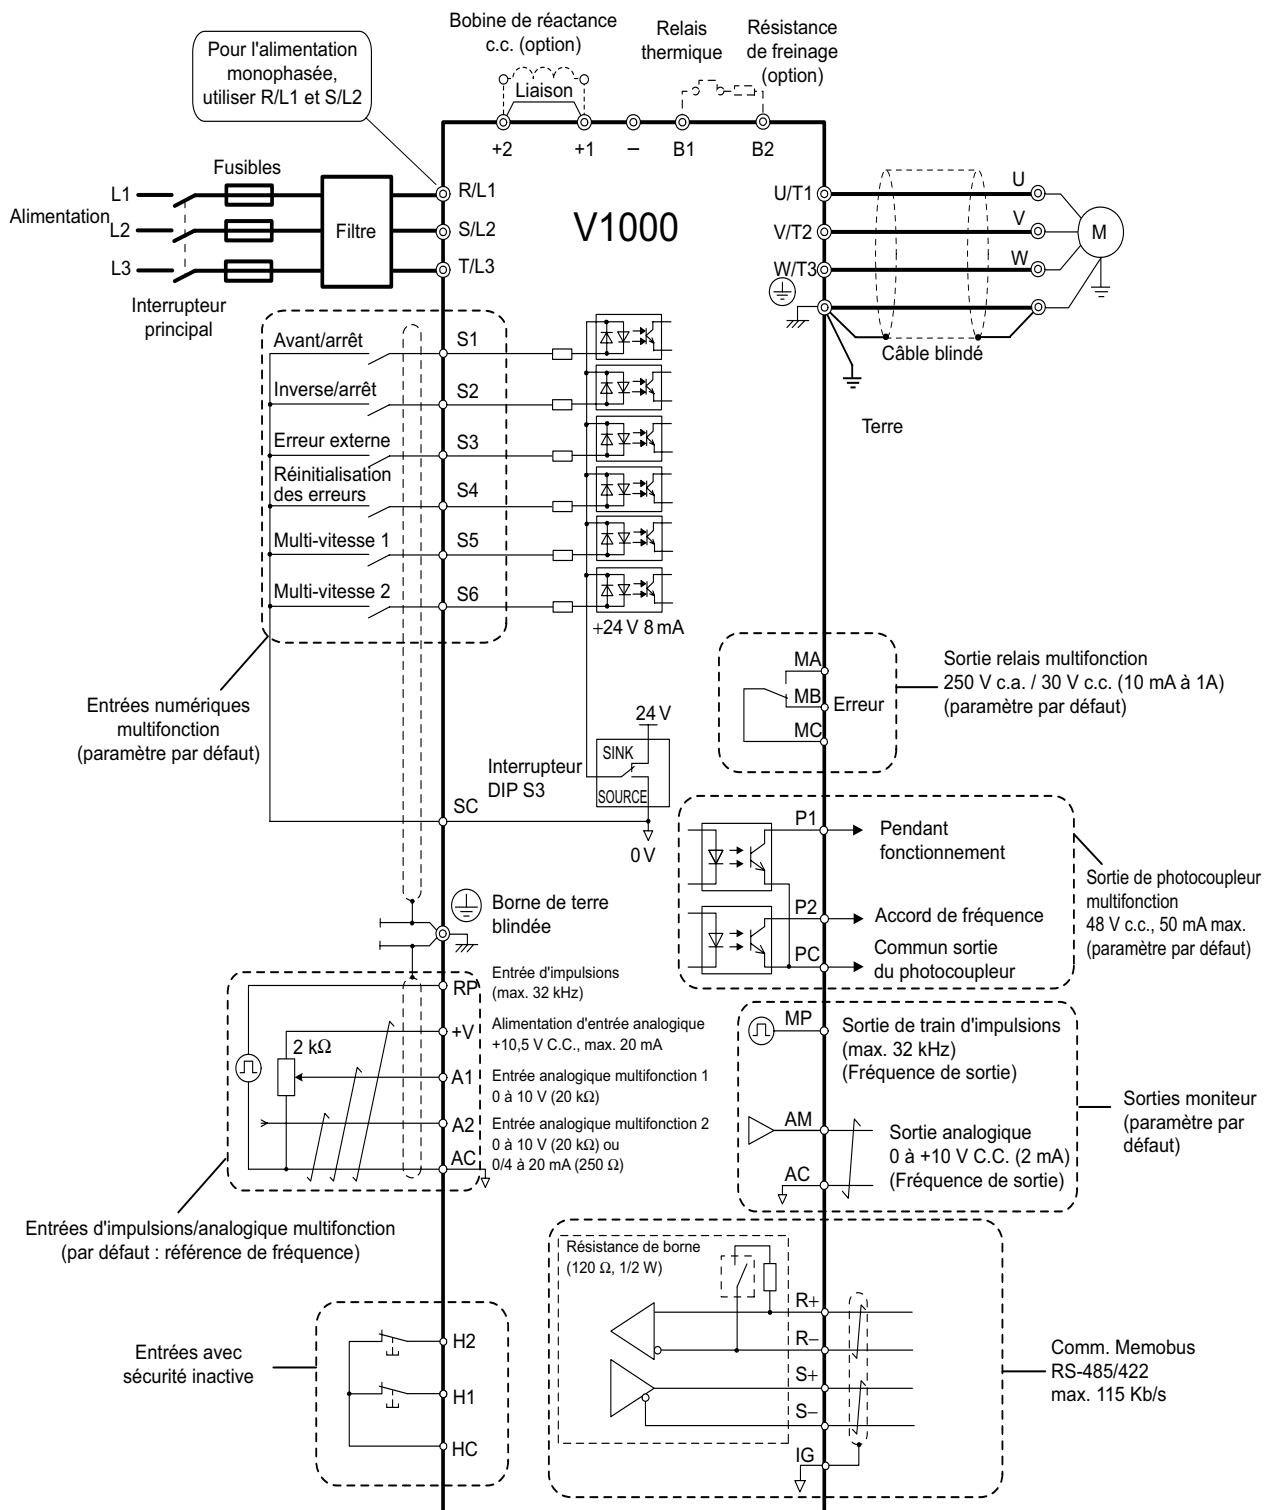 Bobine de réactance
c.c. (option)
Relais
thermique
Résistance
de freinage
(option)
Pour l'alimentation
monophasée,
utiliser R/L1 et S/L2
Liaison
+2
+1
–
B1
B2
Fusibles
Alimentation
L1
L2
L3
Filtre
R/L1
S/L2
T/L3
V1000
U/T1
V/T2
W/T3
U
V
W
M
Interrupteur
principal
Câble blindé
Terre
Avant/arrêt
S1
Inverse/arrêt
S2
Erreur externe
S3
Réinitialisation
des erreurs
S4
Multi-vitesse 1
S5
Multi-vitesse 2
S6
+24 V 8 mA
Entrées numériques
multifonction
(paramètre par défaut)
MA
MB
MC
Erreur
Sortie relais multifonction
250 V c.a. / 30 V c.c. (10 mA à 1A)
(paramètre par défaut)
24 V
SINK
SOURCE
Interrupteur
DIP S3
SC
0 V
P1
Pendant
fonctionnement
P2
Accord de fréquence
PC
Commun sortie
du photocoupleur
Sortie de photocoupleur
multifonction
48 V c.c., 50 mA max.
(paramètre par défaut)
Borne de terre
blindée
RP
Entrée d'impulsions
(max. 32 kHz)
+V
Alimentation d'entrée analogique
+10,5 V C.C., max. 20 mA
2 kΩ
A1
Entrée analogique multifonction 1
0 à 10 V (20 kΩ)
A2
Entrée analogique multifonction 2
0 à 10 V (20 kΩ) ou
0/4 à 20 mA (250 Ω)
AC
Entrées d'impulsions/analogique multifonction
(par défaut : référence de fréquence)
MP
Sortie de train d'impulsions
(max. 32 kHz)
(Fréquence de sortie)
AM
Sortie analogique
0 à +10 V C.C. (2 mA)
(Fréquence de sortie)
AC
Sorties moniteur
(paramètre par
défaut)
Résistance de borne
(120 Ω, 1/2 W)
R+
R–
S+
S–
IG
Comm. Memobus
RS-485/422
max. 115 Kb/s
Entrées avec
sécurité inactive
H2
H1
HC